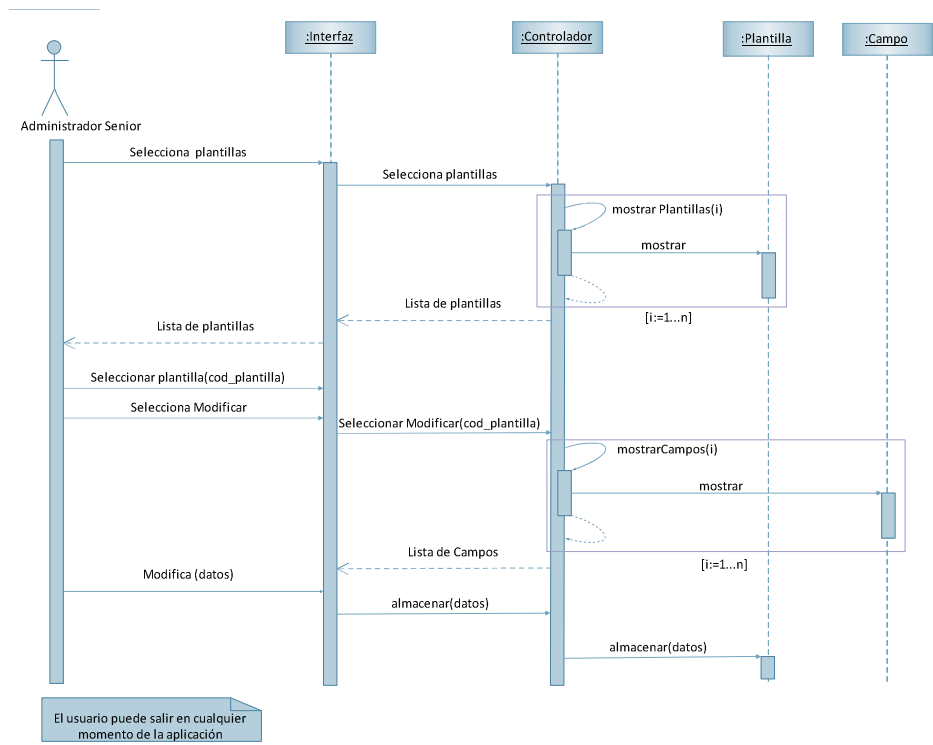 :Interfaz
:Controlador
:Plantilla
:Campo
Administrador Senior
Selecciona plantillas
Selecciona plantillas
mostrar Plantillas(i)
mostrar
Lista de plantillas
[i:=1...n]
Lista de plantillas
Seleccionar plantilla(cod_plantilla)
Selecciona Modificar
Seleccionar Modificar(cod_plantilla)
mostrarCampos(i)
mostrar
Lista de Campos
[i:=1...n]
Modifica (datos)
almacenar(datos)
almacenar(datos)
El usuario puede salir en cualquier
momento de la aplicación